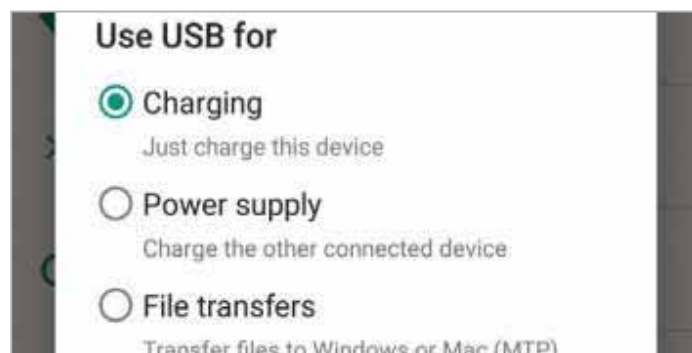 Use USB for
Charging
Just charge this device
Power supply
Charge the other connected device
File transfers
Transfer files to Windows or Mac (MTP)